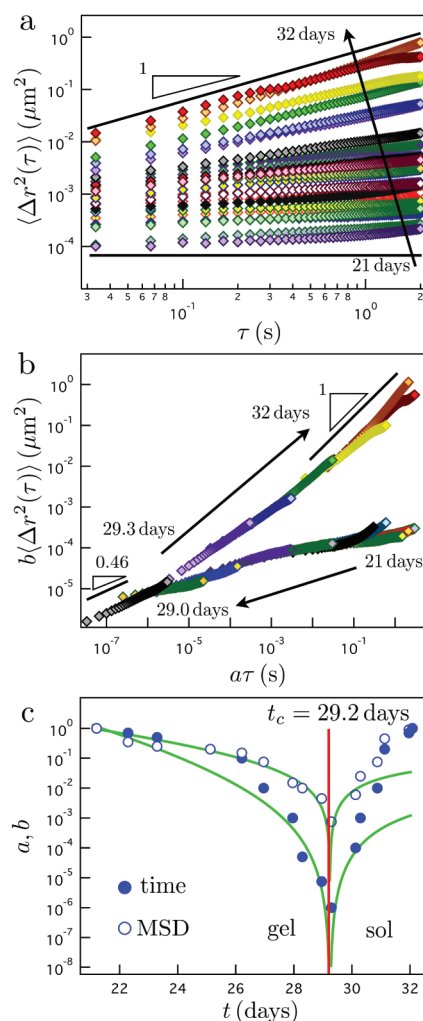 a
32 days
1
⟨Δr²(τ)⟩ (μm²)
10⁰
10⁻¹
10⁻²
10⁻³
10⁻⁴
21 days
3 4 5 6 7 8 10⁻¹ 2 3 4 5 6 7 8 10⁰ 2
τ (s)
b
1
32 days
b⟨Δr²(τ)⟩ (μm²)
10⁰
10⁻¹
10⁻²
10⁻³
10⁻⁴
10⁻⁵
29.3 days
0.46
21 days
29.0 days
10⁻⁷ 10⁻⁵ 10⁻³ 10⁻¹
aτ (s)
c
t_c = 29.2 days
a, b
10⁰
10⁻¹
10⁻²
10⁻³
10⁻⁴
10⁻⁵
10⁻⁶
10⁻⁷
10⁻⁸
time
MSD
gel
sol
22 24 26 28 30 32
t (days)